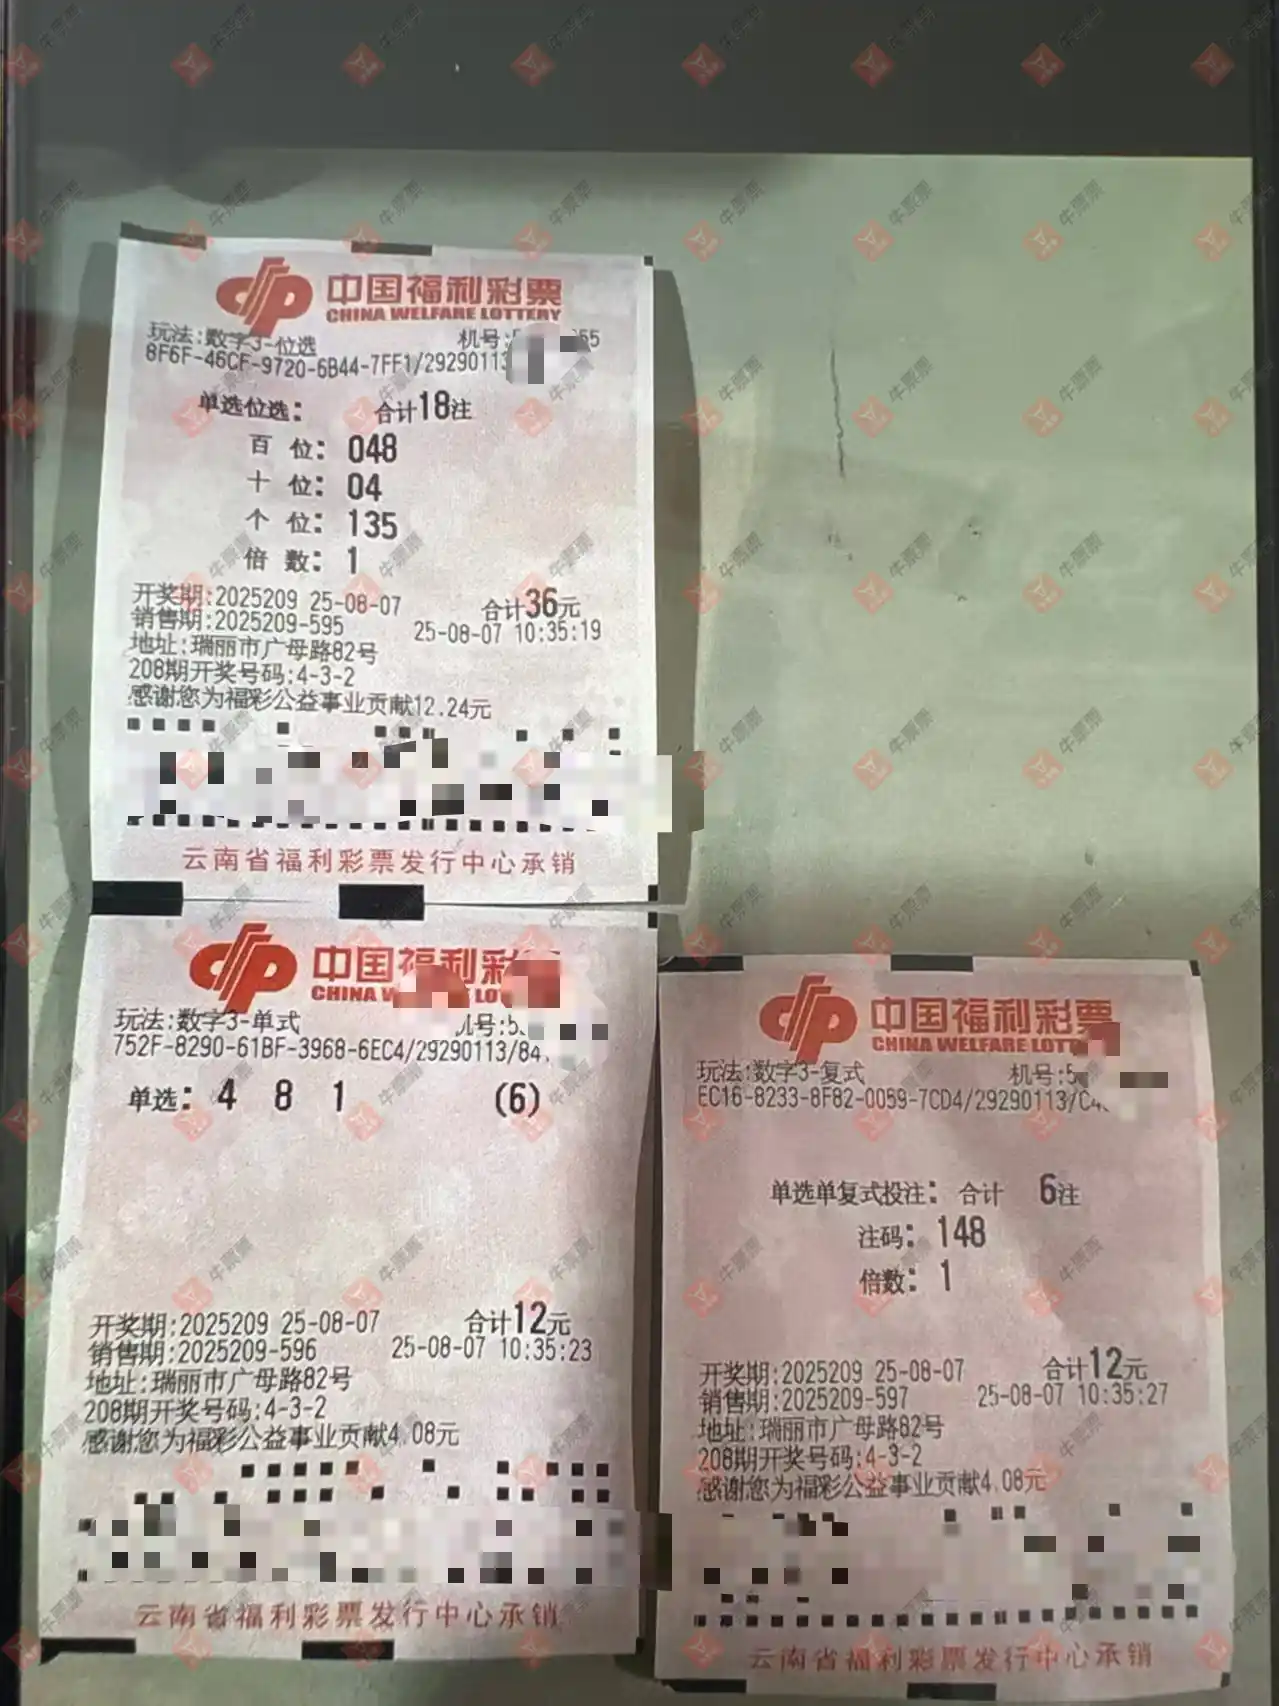 中国福利彩票
CHINA WELFARE LOTTERY
玩法:数字3-位选 机号:
8F6F-46CF-9720-6B44-7FF1/29290113
单选位选: 合计18注
百 位: 048
十 位: 04
个 位: 135
倍 数: 1
开奖期:2025209 25-08-07 合计36元
销售期:2025209-595 25-08-07 10:35:19
地址:瑞丽市广母路82号
208期开奖号码:4-3-2
感谢您为福彩公益事业贡献12.24元
云南省福利彩票发行中心承销
中国福利彩
CHINA
玩法:数字3-单式 机号:5
752F-8290-61BF-3968-6EC4/29290113/84
单选: 4 8 1 (6)
开奖期:2025209 25-08-07 合计12元
销售期:2025209-596 25-08-07 10:35:23
地址:瑞丽市广母路82号
208期开奖号码:4-3-2
感谢您为福彩公益事业贡献4.08元
云南省福利彩票发行中心承销
中国福利彩票
CHINA WELFARE
玩法:数字3-复式 机号:5
EC16-8233-8F82-0059-7CD4/29290113/C4
单选单复式投注: 合计 6注
注码: 148
倍数: 1
开奖期:2025209 25-08-07 合计12元
销售期:2025209-597 25-08-07 10:35:27
地址:瑞丽市广母路82号
208期开奖号码:4-3-2
感谢您为福彩公益事业贡献4.08元
云南省福利彩票发行中心承销
牛票票